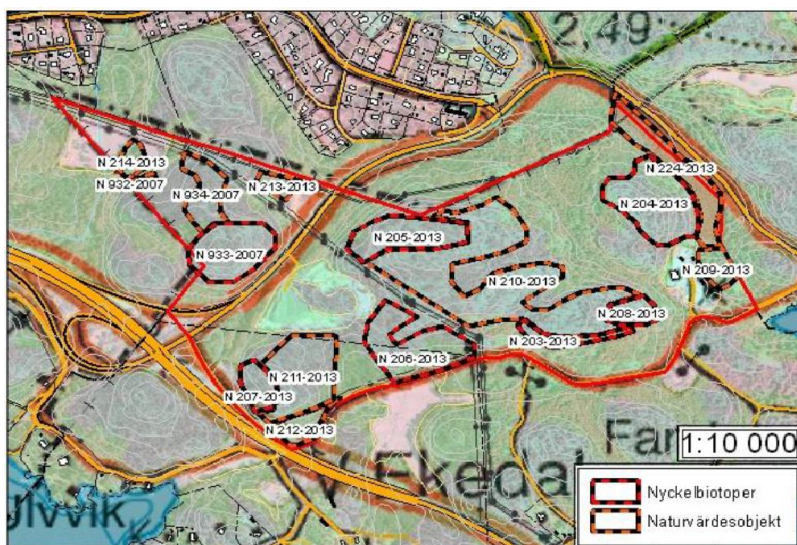 2,49
N 214-2013
N 932-2007
N 934-2007
N 213-2013
N 224-2013
N 204-2013
N 205-2013
N 933-2007
N 209-2013
N 210-2013
N 208-2013
N 203-2013
N 206-2013
N 211-2013
N 207-2013
N 212-2013
1:10 000
V Ekedal
Nyckelbiotoper
Naturvärdesobjekt